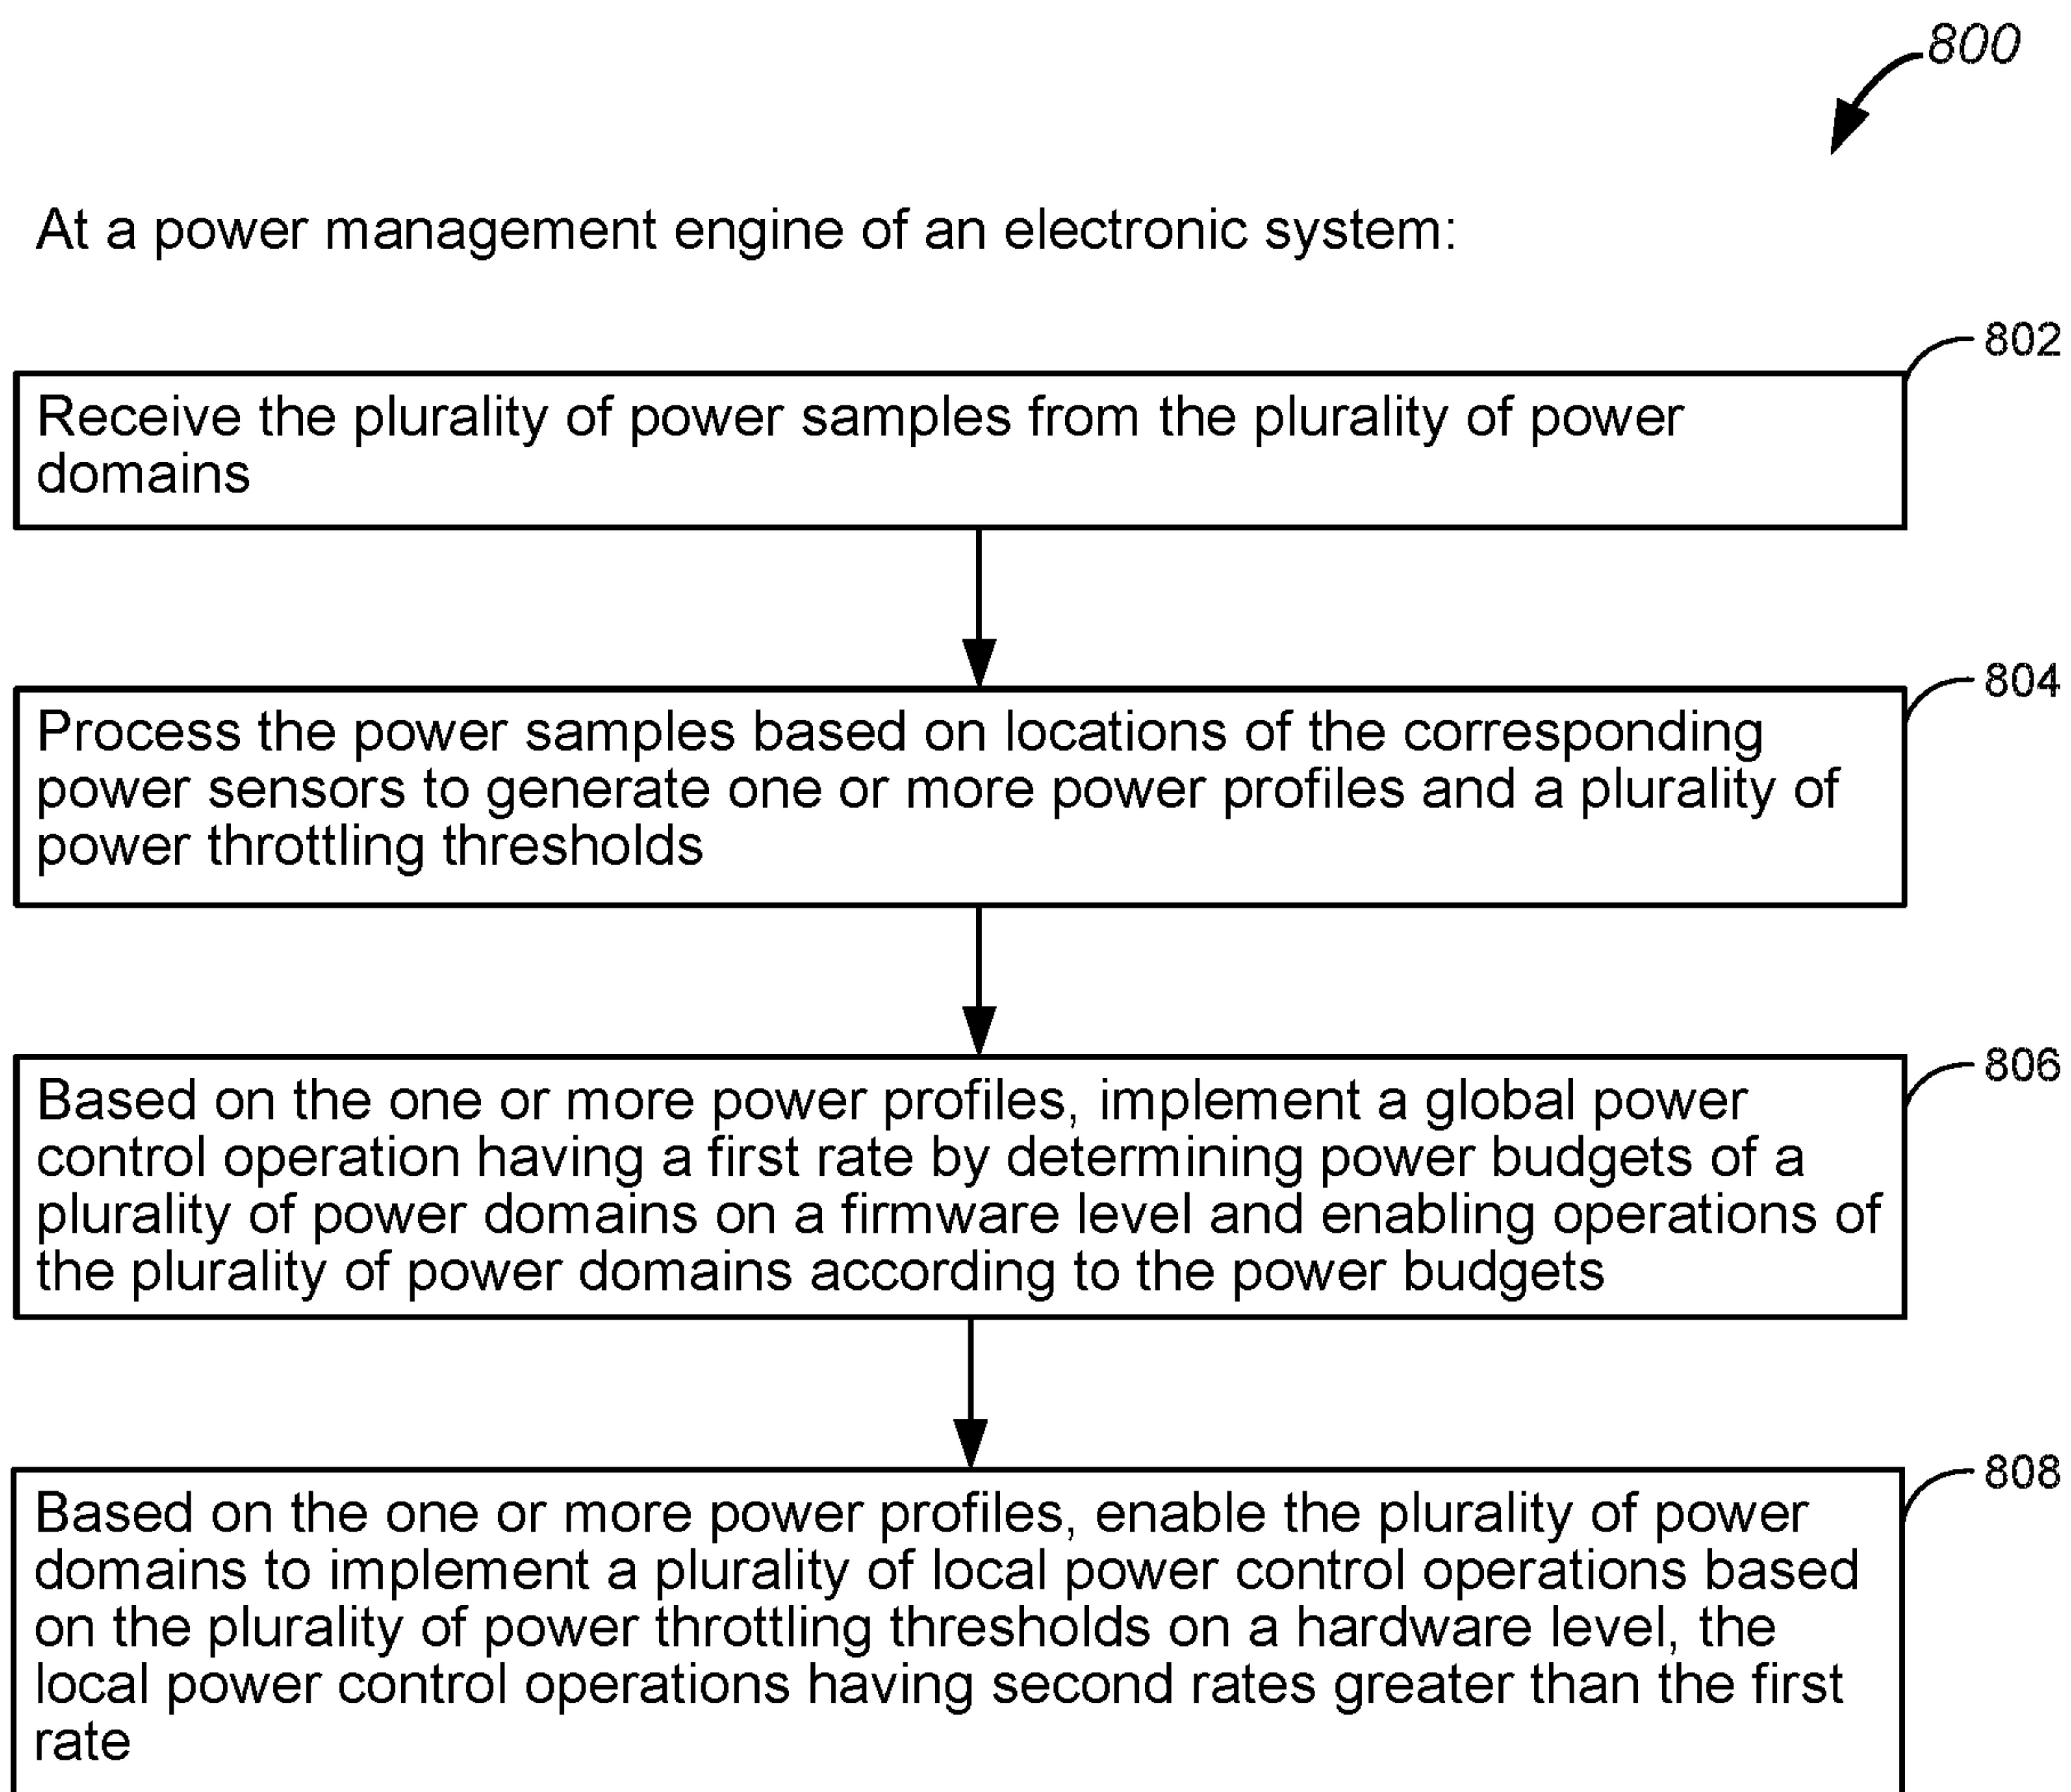 800
At a power management engine of an electronic system:
802
Receive the plurality of power samples from the plurality of power
domains
804
Process the power samples based on locations of the corresponding
power sensors to generate one or more power profiles and a plurality of
power throttling thresholds
806
Based on the one or more power profiles, implement a global power
control operation having a first rate by determining power budgets of a
plurality of power domains on a firmware level and enabling operations of
the plurality of power domains according to the power budgets
808
Based on the one or more power profiles, enable the plurality of power
domains to implement a plurality of local power control operations based
on the plurality of power throttling thresholds on a hardware level, the
local power control operations having second rates greater than the first
rate